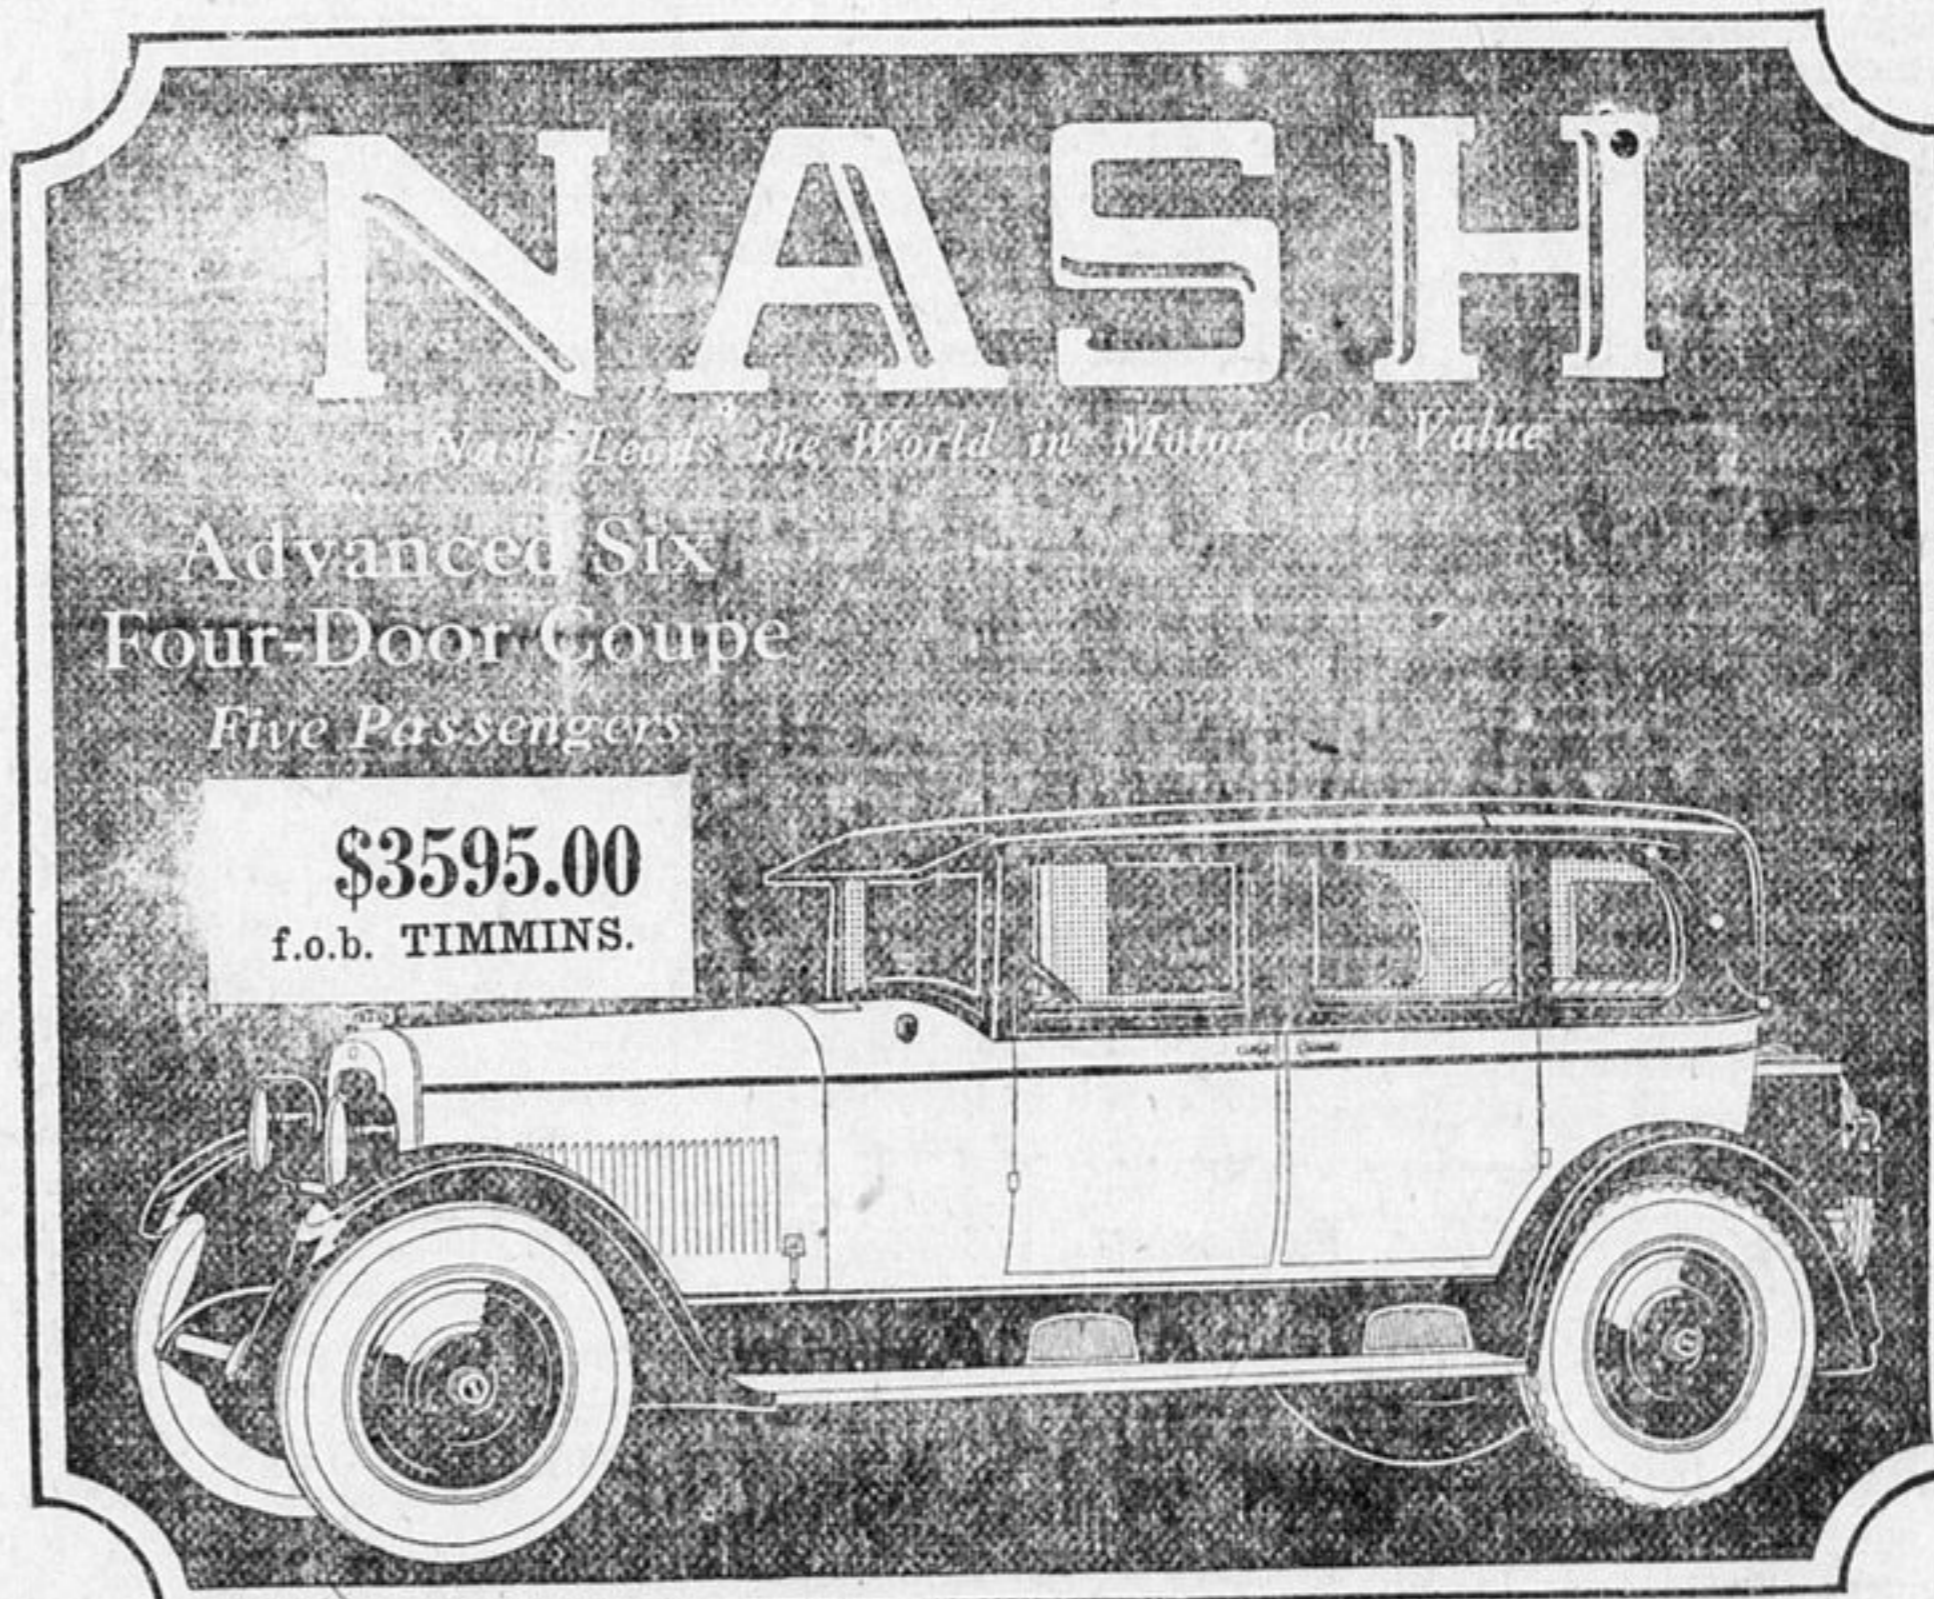 NASH
Nash Leads the World in Motor Car Value
Advanced Six
Four-Door Coupe
Five Passengers
$3595.00
f.o.b. TIMMINS.